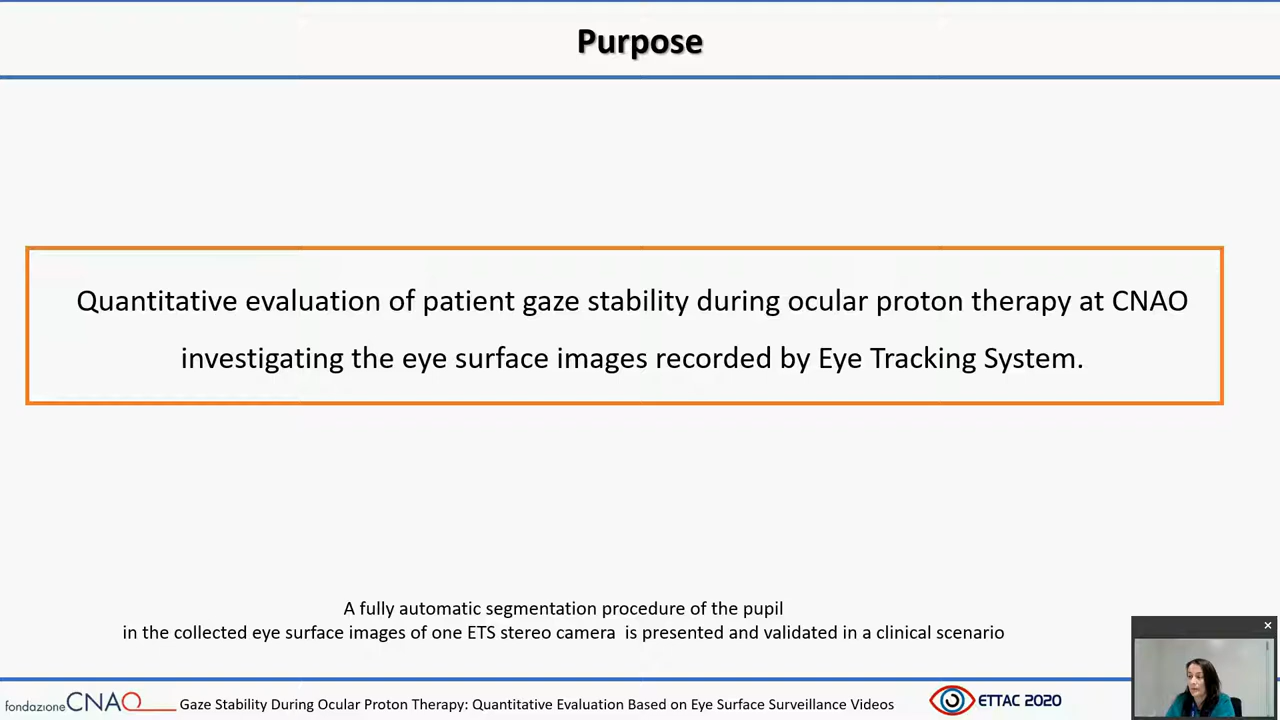 Purpose
Quantitative evaluation of patient gaze stability during ocular proton therapy at CNAO
investigating the eye surface images recorded by Eye Tracking System.
A fully automatic segmentation procedure of the pupil
in the collected eye surface images of one ETS stereo camera is presented and validated in a clinical scenario
fondazione CNAO
Gaze Stability During Ocular Proton Therapy: Quantitative Evaluation Based on Eye Surface Surveillance Videos
ETTAC 2020